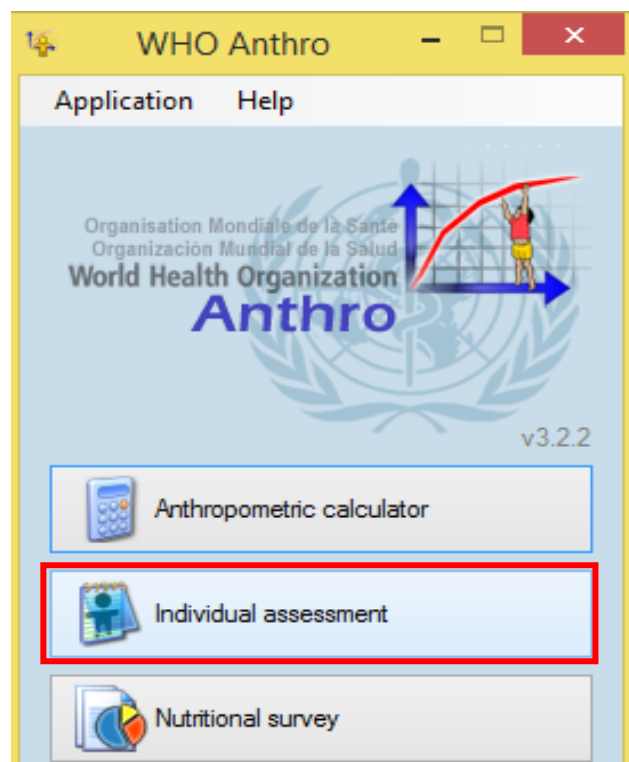 WHO Anthro
Application Help
Organisation Mondiale de la Santé
Organización Mundial de la Salud
World Health Organization
Anthro
v3.2.2
Anthropometric calculator
Individual assessment
Nutritional survey